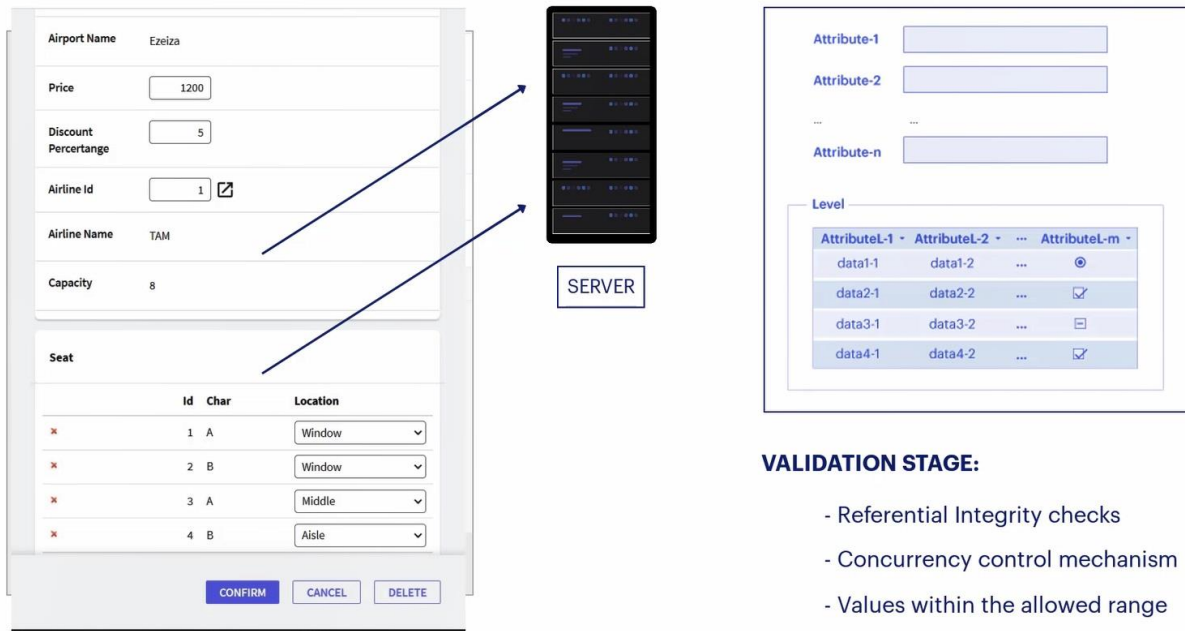 Airport Name Ezeiza
Price 1200
Discount
Percertange 5
Airline Id 1
Airline Name TAM
Capacity 8
Seat
Id Char Location
1 A Window
2 B Window
3 A Middle
4 B Aisle
CONFIRM CANCEL DELETE
SERVER
Attribute-1
Attribute-2
... ...
Attribute-n
Level
AttributeL-1 AttributeL-2 ... AttributeL-m
data1-1 data1-2 ...
data2-1 data2-2 ...
data3-1 data3-2 ...
data4-1 data4-2 ...
VALIDATION STAGE:
- Referential Integrity checks
- Concurrency control mechanism
- Values within the allowed range